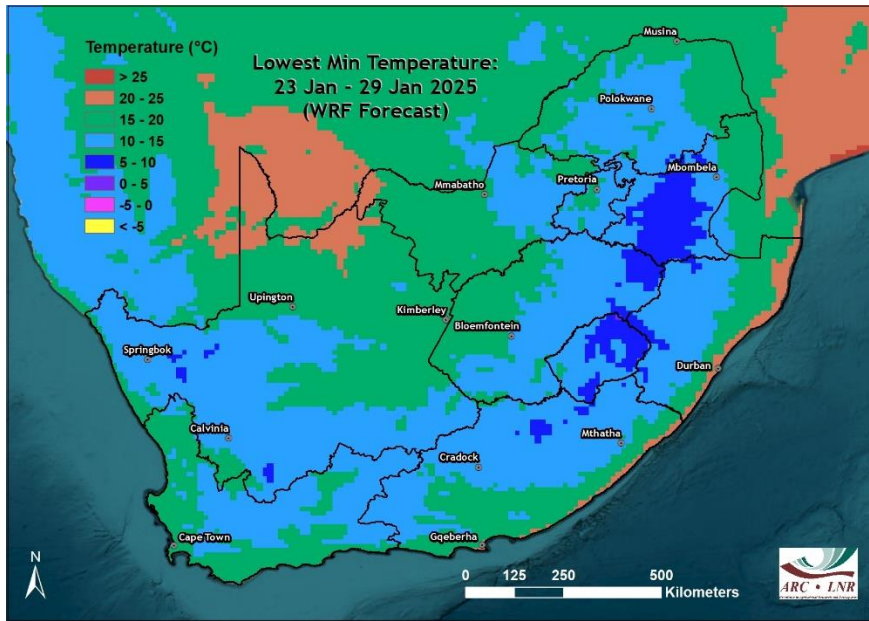 Temperature (°C)
> 25
20 - 25
15 - 20
10 - 15
5 - 10
0 - 5
-5 - 0
< -5
Lowest Min Temperature:
23 Jan - 29 Jan 2025
(WRF Forecast)
Musina
Polokwane
Mbombela
Pretoria
Mmabatho
Upington
Kimberley
Bloemfontein
Springbok
Durban
Calvinia
Mthatha
Cradock
Cape Town
Gqeberha
N
0 125 250 500
Kilometers
ARC • LNR